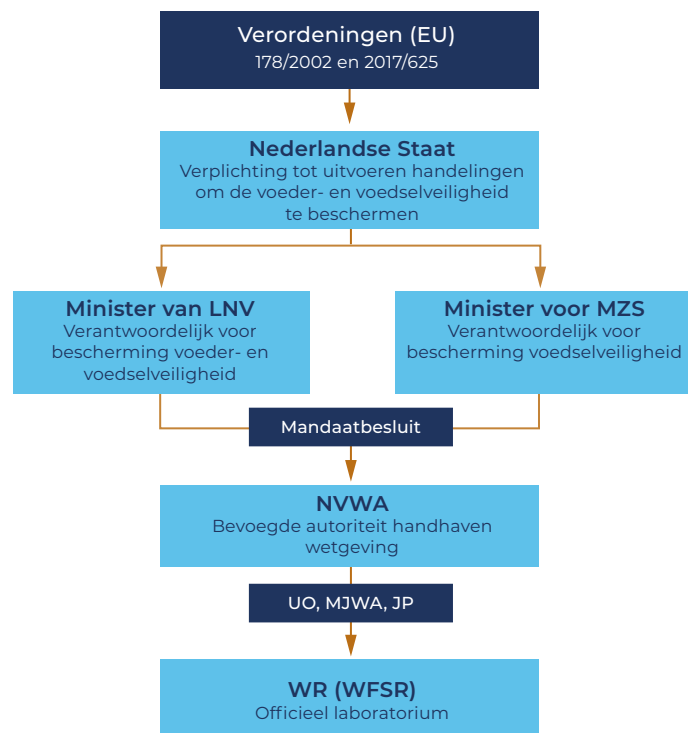 Verordeningen (EU)
178/2002 en 2017/625
Nederlandse Staat
Verplichting tot uitvoeren handelingen
om de voeder- en voedselveiligheid
te beschermen
Minister van LNV
Verantwoordelijk voor
bescherming voeder- en
voedselveiligheid
Minister voor MZS
Verantwoordelijk voor
bescherming voedselveiligheid
Mandaatbesluit
NVWA
Bevoegde autoriteit handhaven
wetgeving
UO, MJWA, JP
WR (WFSR)
Officieel laboratorium